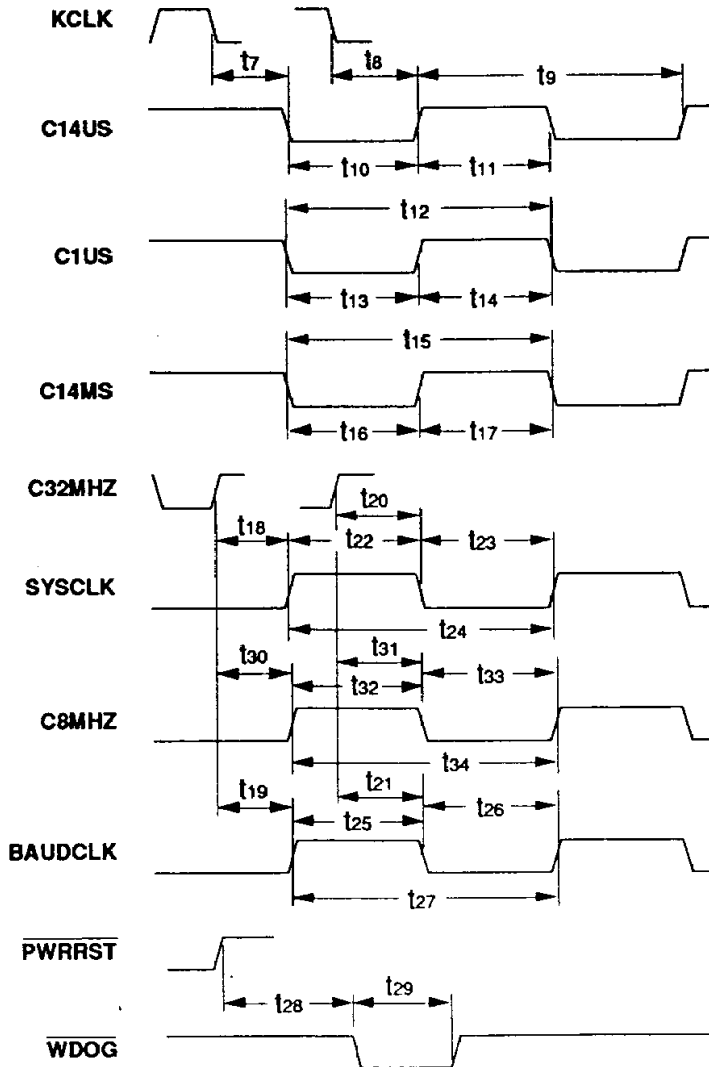 KCLK
t7 t8 t9
C14US
t10 t11
t12
C1US
t13 t14
t15
C14MS
t16 t17
C32MHZ
t20
t18 t22 t23
SYSCLK
t24
t30 t31 t33
t32
C8MHZ
t34
t19 t21 t26
t25
BAUDCLK
t27
PWRRST
t28 t29
WDOG